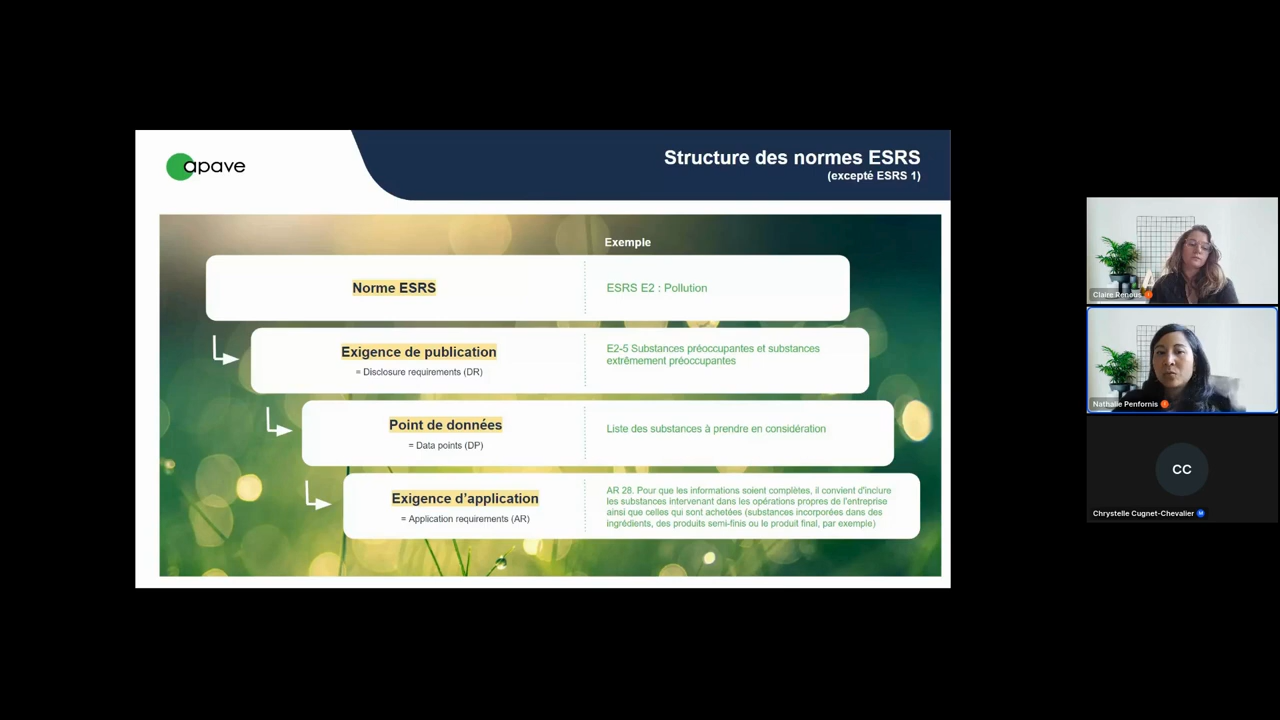 apave
Structure des normes ESRS
(excepté ESRS 1)
Exemple
Norme ESRS
ESRS E2 : Pollution
Exigence de publication
= Disclosure requirements (DR)
E2-5 Substances préoccupantes et substances
extrêmement préoccupantes
Point de données
= Data points (DP)
Liste des substances à prendre en considération
Exigence d'application
= Application requirements (AR)
AR 28. Pour que les informations soient complètes, il convient d'inclure
les substances intervenant dans les opérations propres de l'entreprise
ainsi que celles qui sont achetées (substances incorporées dans des
ingrédients, des produits semi-finis ou le produit final, par exemple)
Claire Renous
Nathalie Penfornis
CC
Chrystelle Cugnet-Chevalier